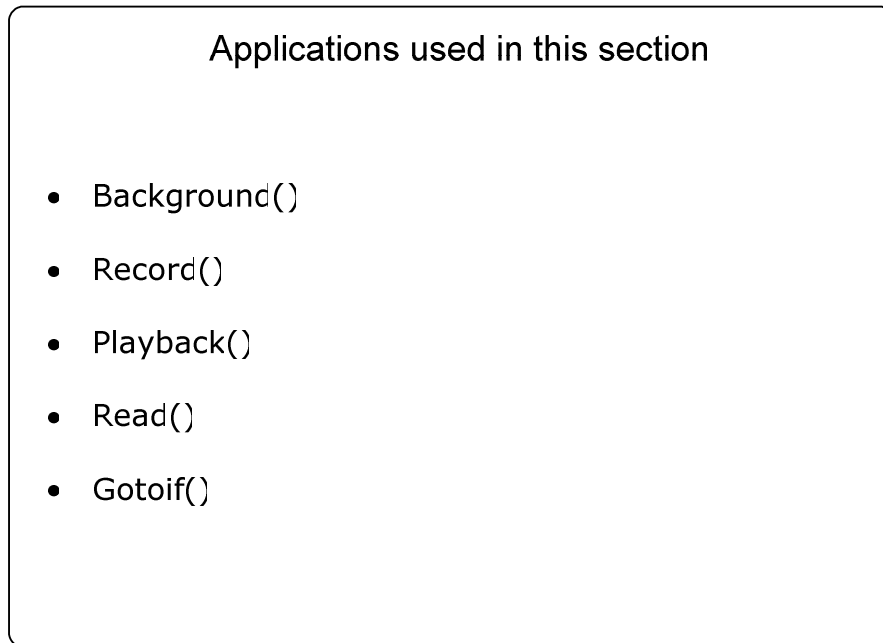 Applications used in this section
• Background()
• Record()
• Playback()
• Read()
• Gotoif()